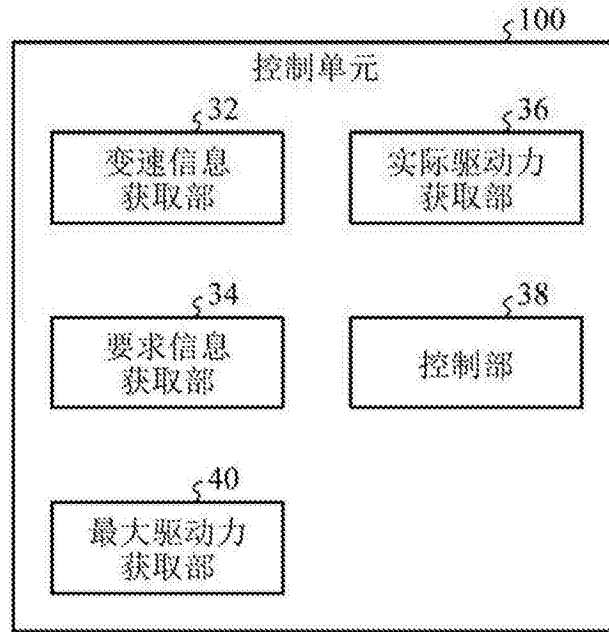 100
控制单元
32
变速信息
获取部
36
实际驱动力
获取部
34
要求信息
获取部
38
控制部
40
最大驱动力
获取部